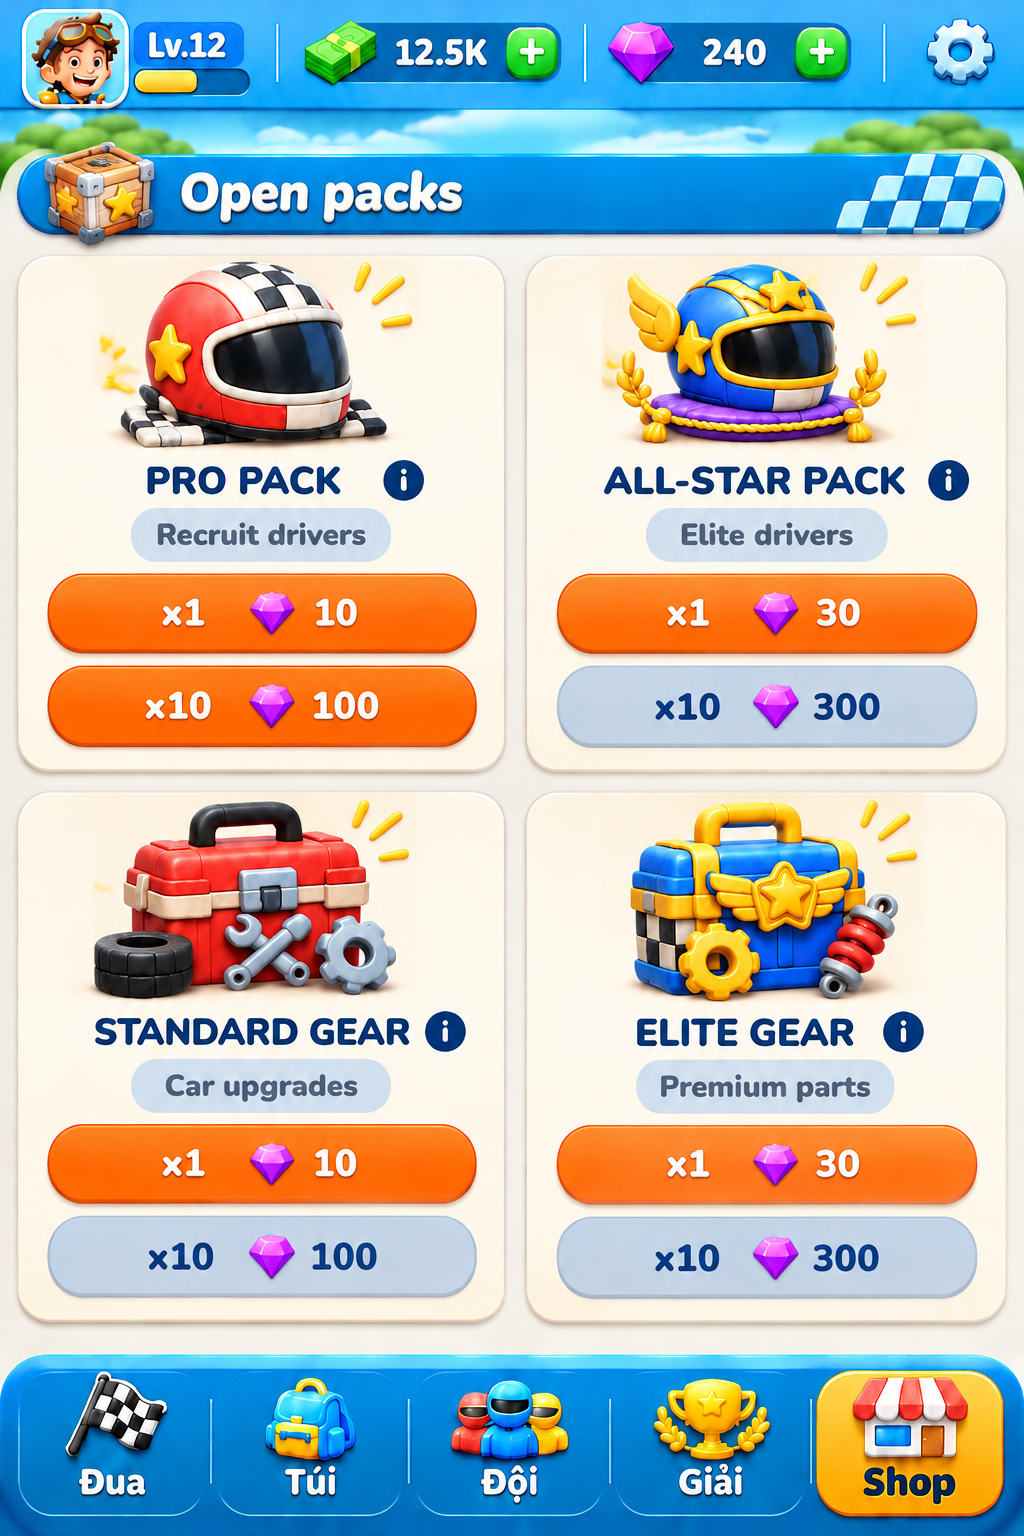 Lv.12
12.5K
240
Open packs
PRO PACK
Recruit drivers
x1 10
x10 100
ALL-STAR PACK
Elite drivers
x1 30
x10 300
STANDARD GEAR
Car upgrades
x1 10
x10 100
ELITE GEAR
Premium parts
x1 30
x10 300
Đua
Túi
Đội
Giải
Shop